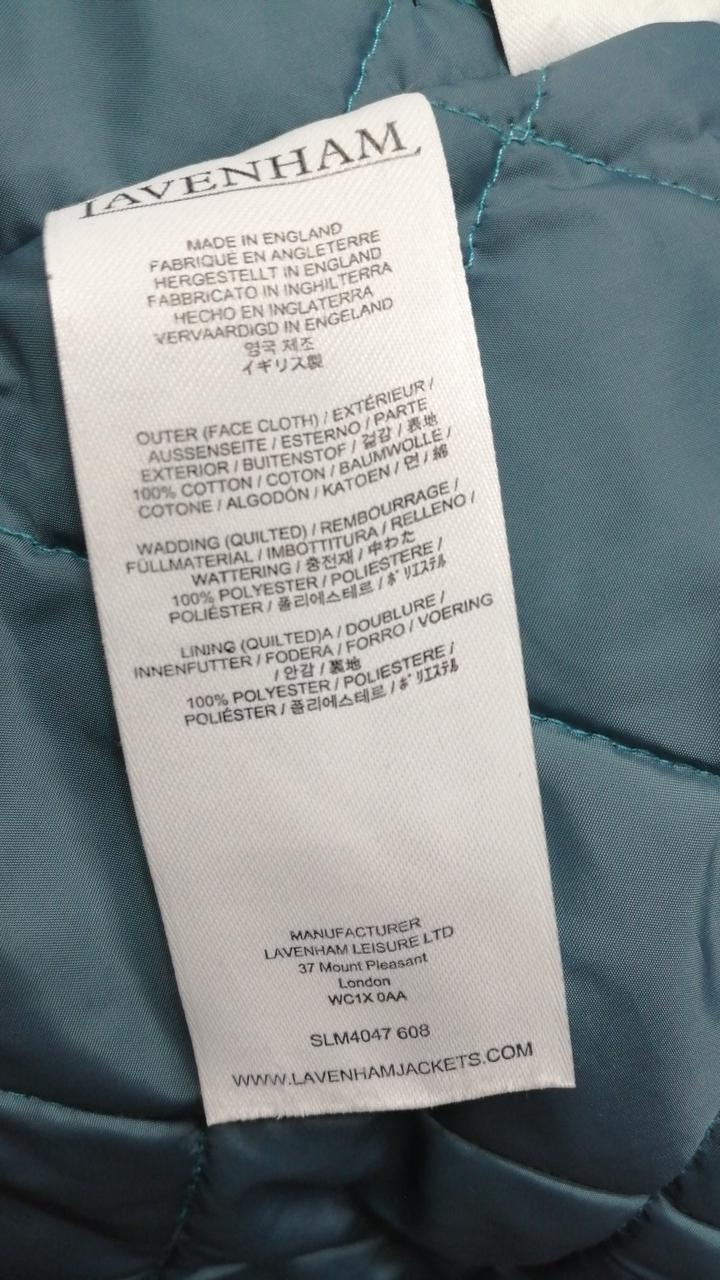 LAVENHAM
MADE IN ENGLAND
FABRIQUÉ EN ANGLETERRE
HERGESTELLT IN ENGLAND
FABBRICATO IN INGHILTERRA
HECHO EN INGLATERRA
VERVAARDIGD IN ENGELAND
영국 제조
イギリス製
OUTER (FACE CLOTH) / EXTÉRIEUR /
AUSSENSEITE / ESTERNO / PARTE
EXTERIOR / BUITENSTOF / 겉감 / 表地
100% COTTON / COTON / BAUMWOLLE /
COTONE / ALGODÓN / KATOEN / 면 / 綿
WADDING (QUILTED) / REMBOURRAGE /
FÜLLMATERIAL / IMBOTTITURA / RELLENO /
WATTERING / 충전재 / 中わた
100% POLYESTER / POLIESTERE /
POLIÉSTER / 폴리에스테르 / ﾎﾟﾘｴｽﾃﾙ
LINING (QUILTED)A / DOUBLURE /
INNENFUTTER / FODERA / FORRO / VOERING
/ 안감 / 裏地
100% POLYESTER / POLIESTERE /
POLIÉSTER / 폴리에스테르 / ﾎﾟﾘｴｽﾃﾙ
MANUFACTURER
LAVENHAM LEISURE LTD
37 Mount Pleasant
London
WC1X 0AA
SLM4047 608
WWW.LAVENHAMJACKETS.COM